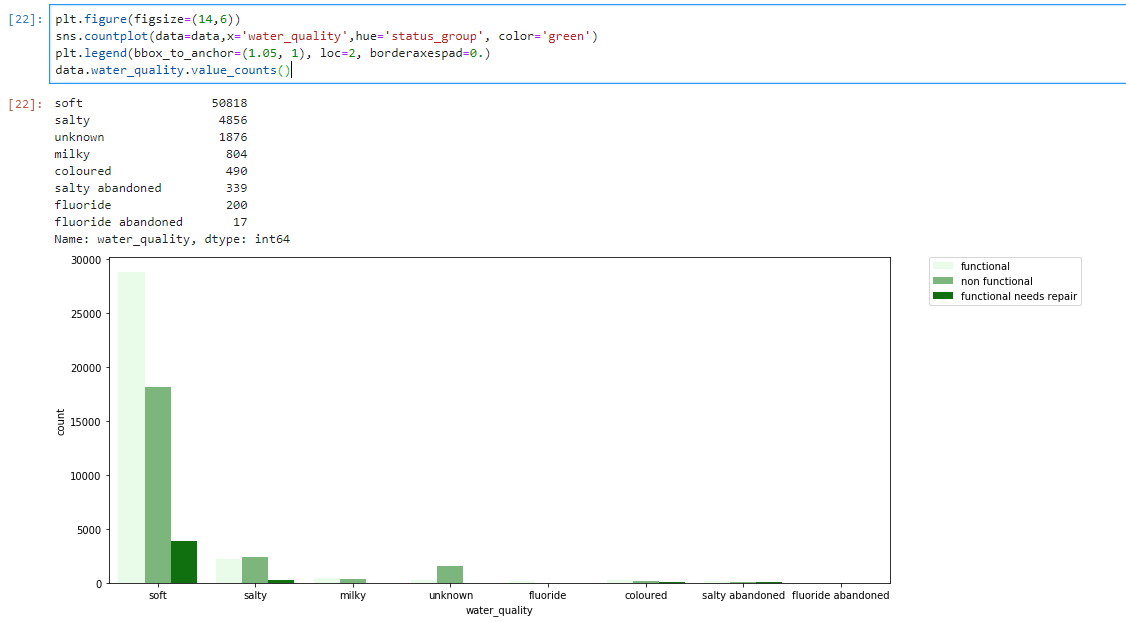 [22]: plt.figure(figsize=(14,6))
sns.countplot(data=data,x='water_quality',hue='status_group', color='green')
plt.legend(bbox_to_anchor=(1.05, 1), loc=2, borderaxespad=0.)
data.water_quality.value_counts()
[22]: soft 50818
salty 4856
unknown 1876
milky 804
coloured 490
salty abandoned 339
fluoride 200
fluoride abandoned 17
Name: water_quality, dtype: int64
30000
25000
20000
15000
10000
5000
0
count
soft salty milky unknown fluoride coloured salty abandoned fluoride abandoned
water_quality
functional
non functional
functional needs repair